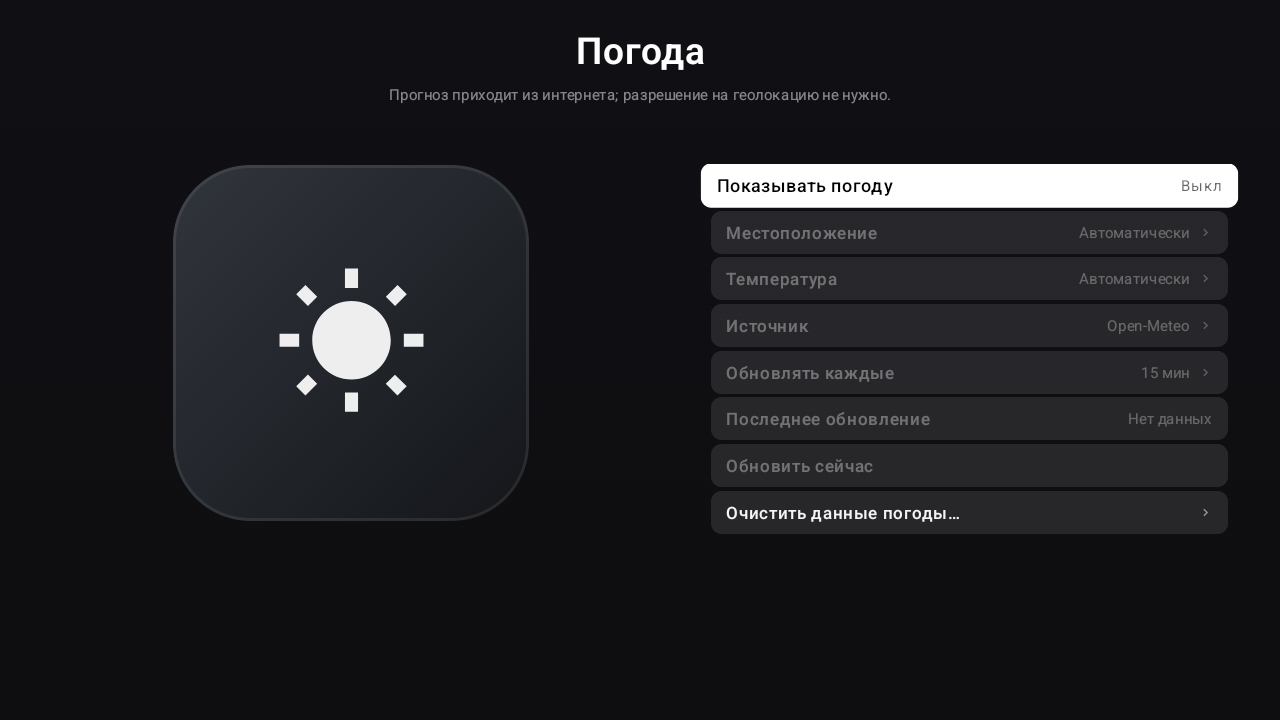 Погода
Прогноз приходит из интернета; разрешение на геолокацию не нужно.
Показывать погоду Выкл
Местоположение Автоматически
Температура Автоматически
Источник Open-Meteo
Обновлять каждые 15 мин
Последнее обновление Нет данных
Обновить сейчас
Очистить данные погоды…